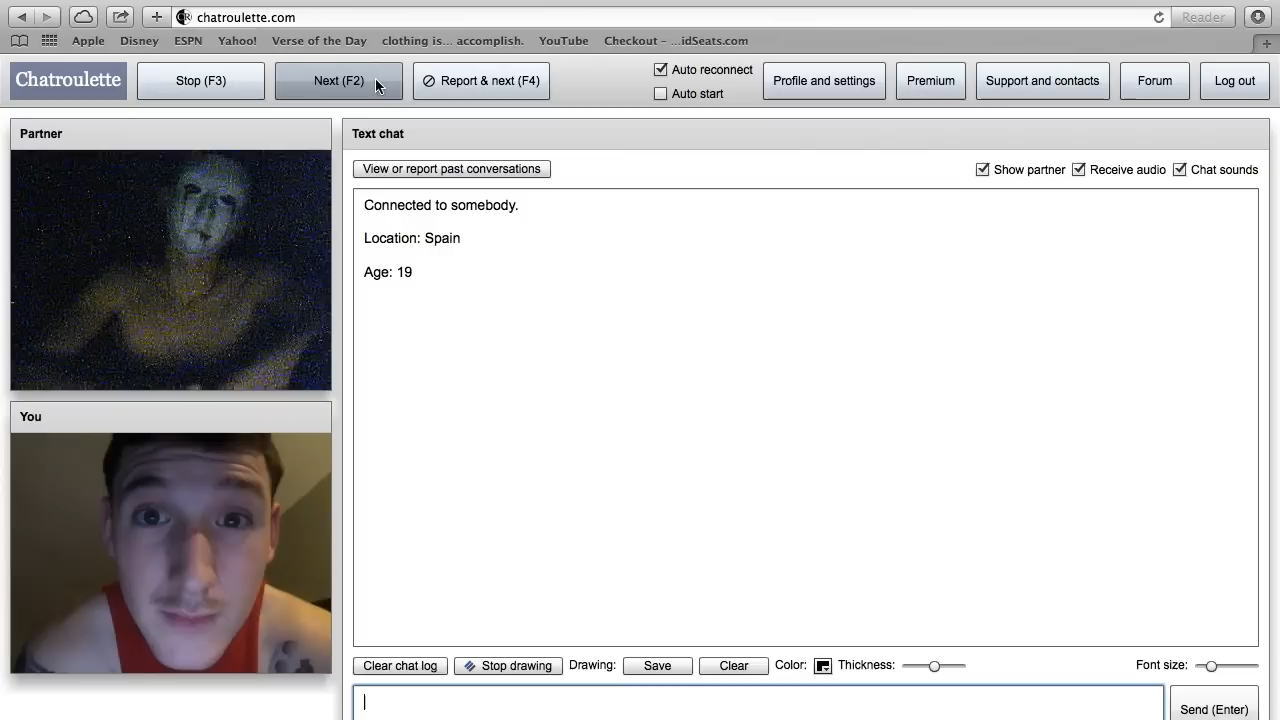 chatroulette.com
Reader
Apple Disney ESPN Yahoo! Verse of the Day clothing is... accomplish. YouTube Checkout - ...idSeats.com
Chatroulette
Stop (F3)
Next (F2)
Report & next (F4)
Auto reconnect
Auto start
Profile and settings
Premium
Support and contacts
Forum
Log out
Partner
Text chat
View or report past conversations
Show partner
Receive audio
Chat sounds
Connected to somebody.
Location: Spain
Age: 19
You
Clear chat log
Stop drawing
Drawing:
Save
Clear
Color:
Thickness:
Font size:
Send (Enter)